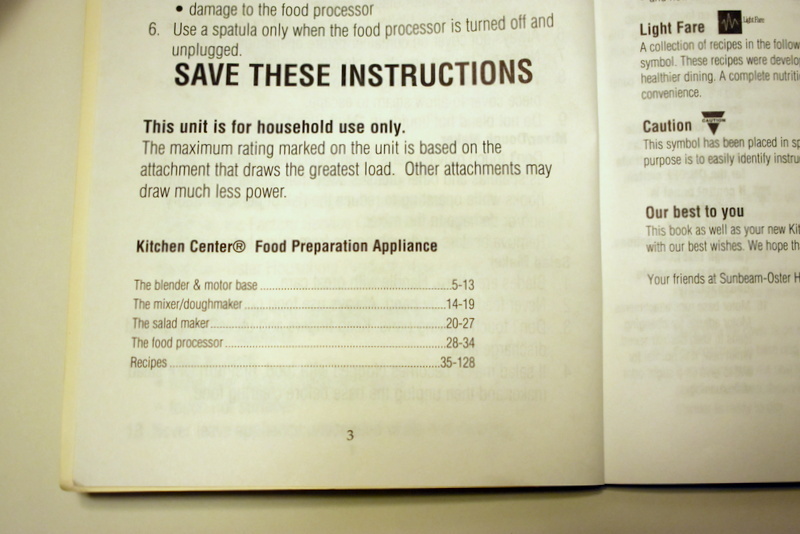 • damage to the food processor
6. Use a spatula only when the food processor is turned off and
unplugged.
SAVE THESE INSTRUCTIONS
This unit is for household use only.
The maximum rating marked on the unit is based on the
attachment that draws the greatest load. Other attachments may
draw much less power.
Kitchen Center® Food Preparation Appliance
The blender & motor base 5-13
The mixer/doughmaker 14-19
The salad maker 20-27
The food processor 28-34
Recipes 35-128
3
Light Fare Light Fare
A collection of recipes in the follow
symbol. These recipes were develo
healthier dining. A complete nutriti
convenience.
Caution CAUTION
This symbol has been placed in sp
purpose is to easily identify instru
Our best to you
This book as well as your new Kit
with our best wishes. We hope th
Your friends at Sunbeam-Oster H